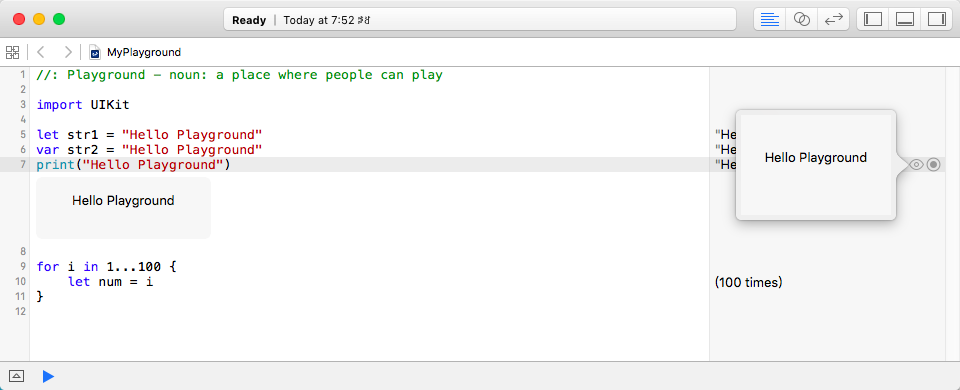 Ready | Today at 7:52
MyPlayground
1 //: Playground - noun: a place where people can play
2
3 import UIKit
4
5 let str1 = "Hello Playground"
6 var str2 = "Hello Playground"
7 print("Hello Playground")
Hello Playground
8
9 for i in 1...100 {
10 let num = i
11 }
12
"He
"He
"He
Hello Playground
(100 times)